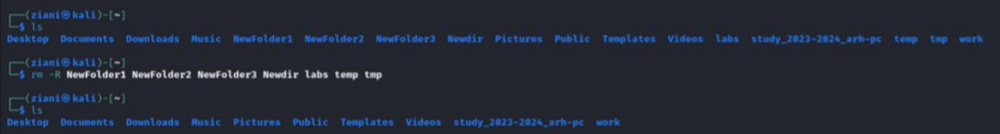 ┌──(ziani㉿kali)-[~]
└─$ ls
Desktop Documents Downloads Music NewFolder1 NewFolder2 NewFolder3 Newdir Pictures Public Templates Videos labs study_2023-2024_arh-pc temp tmp work
┌──(ziani㉿kali)-[~]
└─$ rm -R NewFolder1 NewFolder2 NewFolder3 Newdir labs temp tmp
┌──(ziani㉿kali)-[~]
└─$ ls
Desktop Documents Downloads Music Pictures Public Templates Videos study_2023-2024_arh-pc work